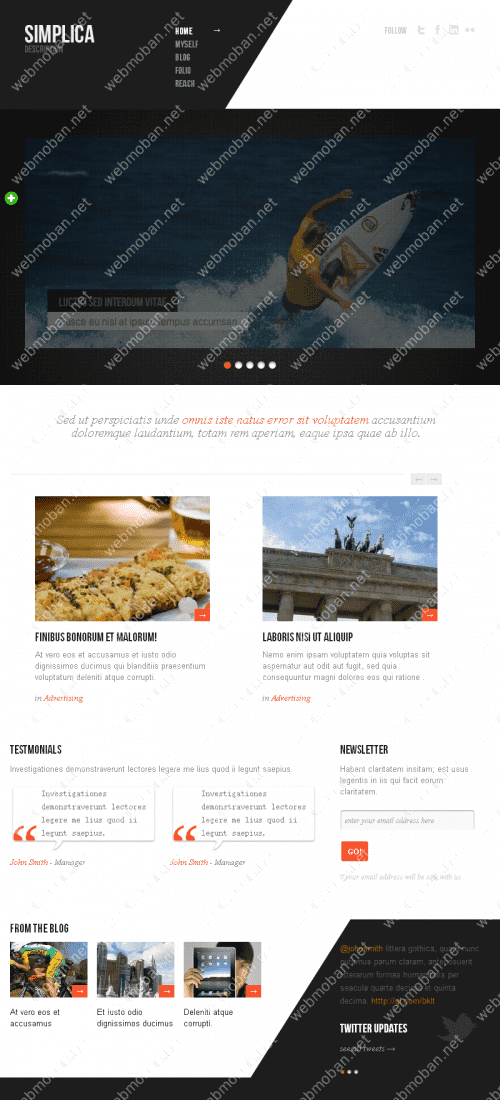 SIMPLICA
DESCRIPTION
HOME →
MYSELF
BLOG
FOLIO
REACH
FOLLOW
LUCTUS SED INTERDUM VITAE
Fusce eu nisl at ipsum tempus accumsan
Sed ut perspiciatis unde omnis iste natus error sit voluptatem accusantium
doloremque laudantium, totam rem aperiam, eaque ipsa quae ab illo.
← →
FINIBUS BONORUM ET MALORUM!
At vero eos et accusamus et iusto odio
dignissimos ducimus qui blanditiis praesentium
voluptatum deleniti atque corrupti.
in Advertising
LABORIS NISI UT ALIQUIP
Nemo enim ipsam voluptatem quia voluptas sit
aspernatur aut odit aut fugit, sed quia
consequuntur magni dolores eos qui ratione .
in Advertising
TESTMONIALS
Investigationes demonstraverunt lectores legere me lius quod ii legunt saepius.
Investigationes
demonstraverunt lectores
legere me lius quod ii
legunt saepius.
John Smith - Manager
Investigationes
demonstraverunt lectores
legere me lius quod ii
legunt saepius.
John Smith - Manager
NEWSLETTER
Habent claritatem insitam, est usus
legentis in iis qui facit eorum
claritatem.
enter your email address here
GO!
* your email address will be safe with us
FROM THE BLOG
At vero eos et
accusamus
Et iusto odio
dignissimos ducimus
Deleniti atque
corrupti.
@johnsmith littera gothica, quam nunc
putamus parum claram, anteposuerit
litterarum formas humanitatis per
seacula quarta decima et quinta
decima.
TWITTER UPDATES
see all tweets →
webmoban.net